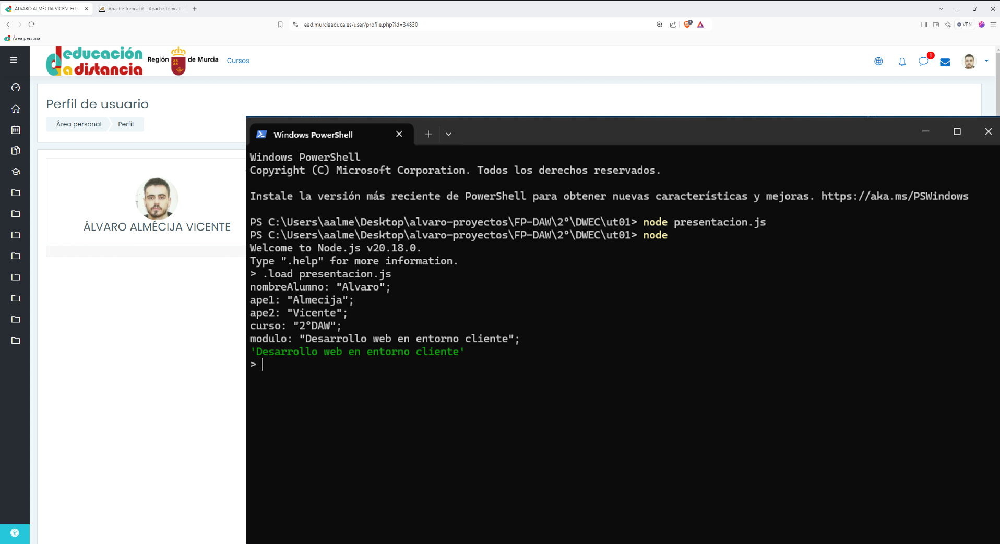 ÁLVARO ALMÉCIJA VICENTE: Pe
Apache Tomcat® - Apache Tomcat
ead.murciaeduca.es/user/profile.php?id=34830
1
VPN
Área personal
educación
a distancia
Región de Murcia
Cursos
1
Perfil de usuario
Área personal
Perfil
ÁLVARO ALMÉCIJA VICENTE
Windows PowerShell
Windows PowerShell
Copyright (C) Microsoft Corporation. Todos los derechos reservados.
Instale la versión más reciente de PowerShell para obtener nuevas características y mejoras. https://aka.ms/PSWindows
PS C:\Users\aalme\Desktop\alvaro-proyectos\FP-DAW\2°\DWEC\ut01> node presentacion.js
PS C:\Users\aalme\Desktop\alvaro-proyectos\FP-DAW\2°\DWEC\ut01> node
Welcome to Node.js v20.18.0.
Type ".help" for more information.
> .load presentacion.js
nombreAlumno: "Alvaro";
ape1: "Almecija";
ape2: "Vicente";
curso: "2°DAW";
modulo: "Desarrollo web en entorno cliente";
'Desarrollo web en entorno cliente'
>